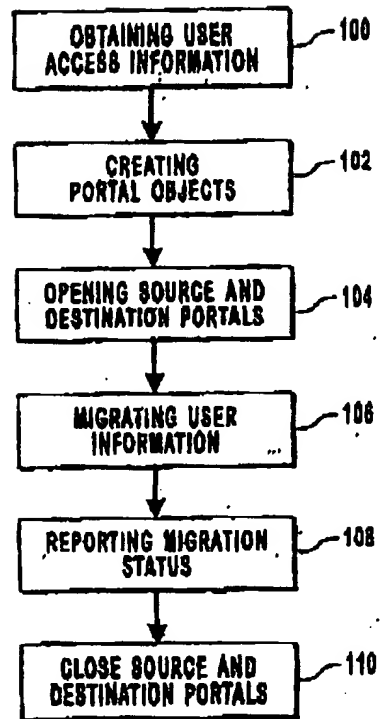 OBTAINING USER
ACCESS INFORMATION
100
CREATING
PORTAL OBJECTS
102
OPENING SOURCE AND
DESTINATION PORTALS
104
MIGRATING USER
INFORMATION
106
REPORTING MIGRATION
STATUS
108
CLOSE SOURCE AND
DESTINATION PORTALS
110